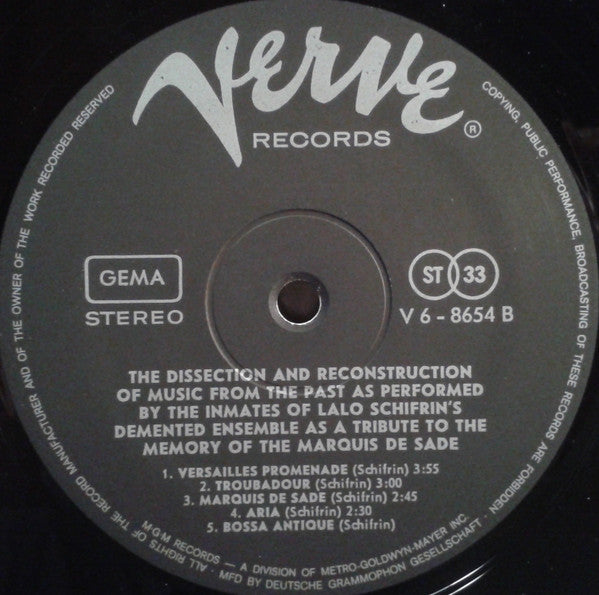 Verve
RECORDS
®
GEMA
STEREO
ST 33
V 6 - 8654 B
THE DISSECTION AND RECONSTRUCTION
OF MUSIC FROM THE PAST AS PERFORMED
BY THE INMATES OF LALO SCHIFRIN'S
DEMENTED ENSEMBLE AS A TRIBUTE TO THE
MEMORY OF THE MARQUIS DE SADE
1. VERSAILLES PROMENADE (Schifrin) 3:55
2. TROUBADOUR (Schifrin) 3:00
3. MARQUIS DE SADE (Schifrin) 2:45
4. ARIA (Schifrin) 2:30
5. BOSSA ANTIQUE (Schifrin)
M·G·M RECORDS — A DIVISION OF METRO-GOLDWYN-MAYER INC.
ALL RIGHTS OF THE RECORD MANUFACTURER AND OF THE OWNER OF THE WORK RECORDED RESERVED
COPYING, PUBLIC PERFORMANCE, BROADCASTING OF THESE RECORDS ARE FORBIDDEN
· MFD BY DEUTSCHE GRAMMOPHON GESELLSCHAFT ·